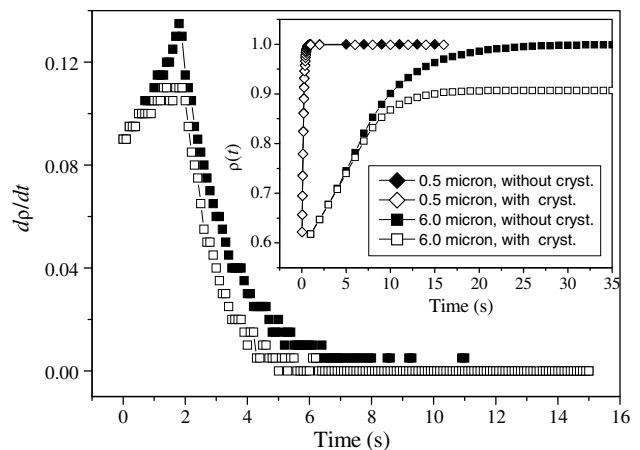 dρ/dt
0.12
0.08
0.04
0.00
0 2 4 6 8 10 12 14 16
Time (s)
ρ(t)
1.0
0.9
0.8
0.7
0.6
0 5 10 15 20 25 30 35
Time (s)
0.5 micron, without cryst.
0.5 micron, with cryst.
6.0 micron, without cryst.
6.0 micron, with cryst.